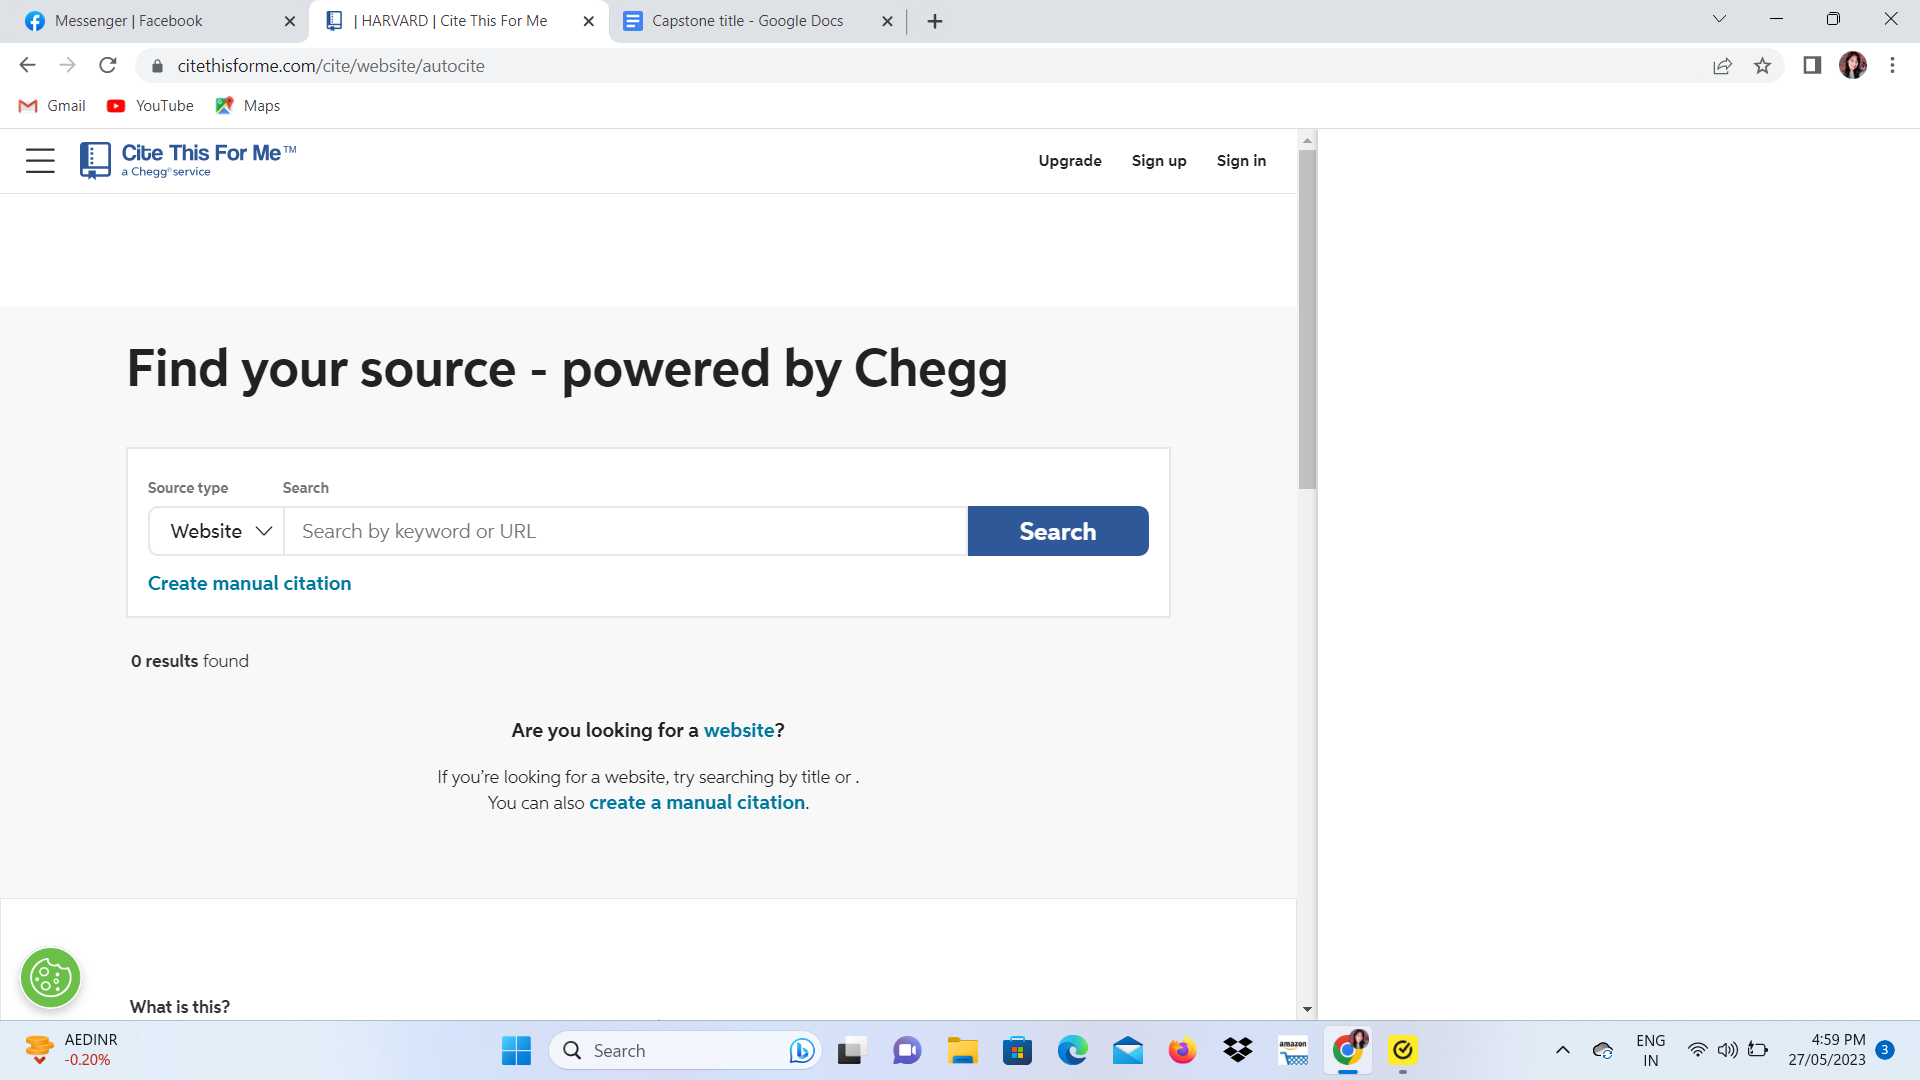 Messenger | Facebook
| HARVARD | Cite This For Me
Capstone title - Google Docs
citethisforme.com/cite/website/autocite
Gmail
YouTube
Maps
Cite This For Me™
a Chegg® service
Upgrade
Sign up
Sign in
Find your source - powered by Chegg
Source type
Search
Website
Search by keyword or URL
Search
Create manual citation
0 results found
Are you looking for a website?
If you’re looking for a website, try searching by title or .
You can also create a manual citation.
What is this?
AEDINR
-0.20%
Search
amazon
ENG
IN
4:59 PM
27/05/2023
3